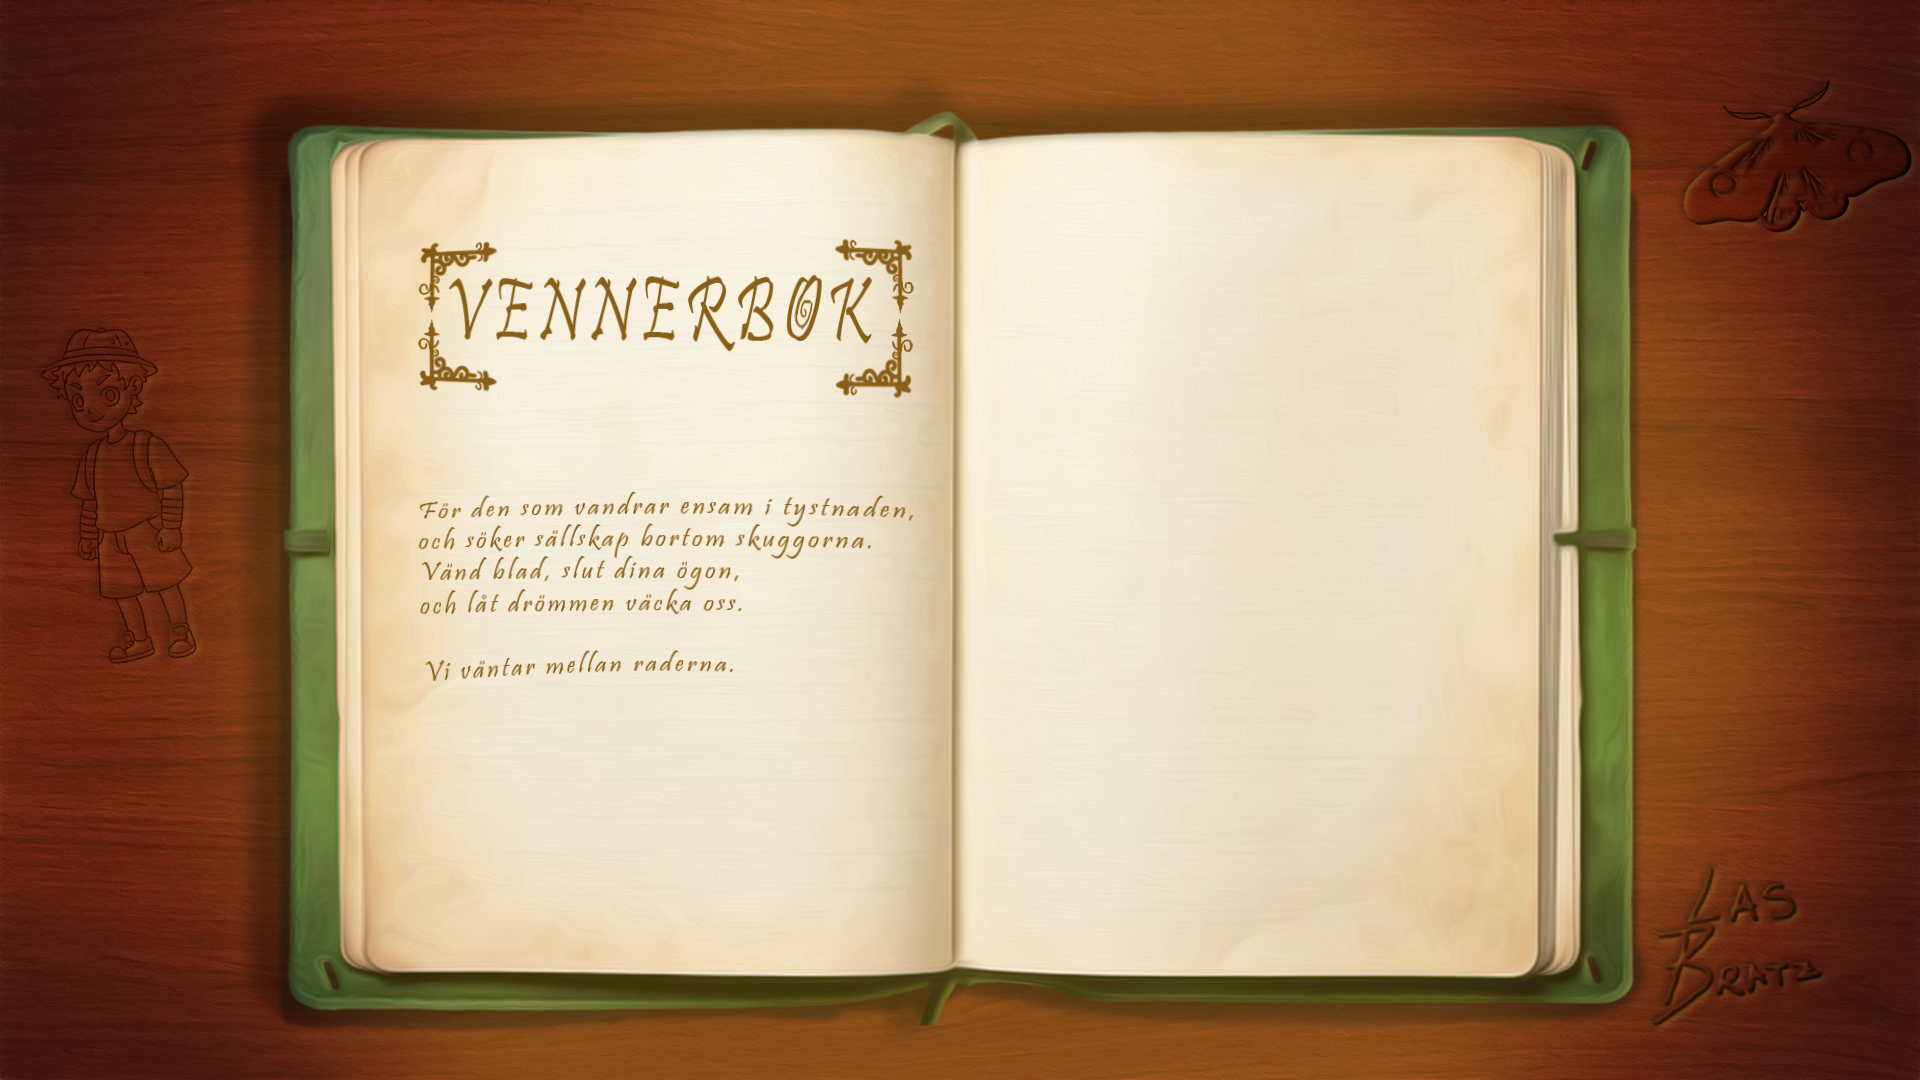 VENNERBOK
För den som vandrar ensam i tystnaden,
och söker sällskap bortom skuggorna.
Vänd blad, slut dina ögon,
och låt drömmen väcka oss.
Vi väntar mellan raderna.
LAS
BRATZ